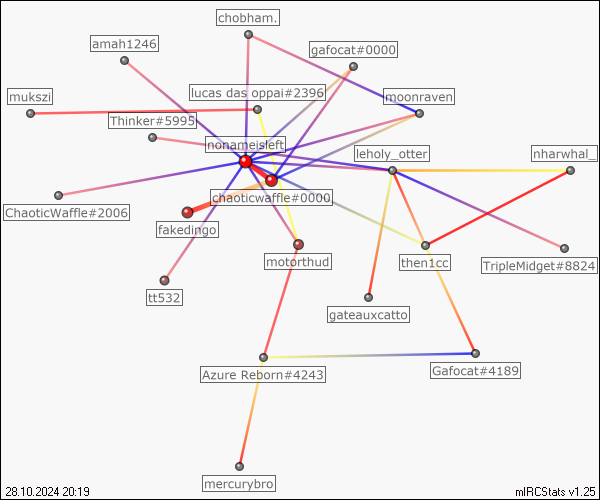 chobham.
amah1246
gafocat#0000
lucas das oppai#2396
mukszi
moonraven
Thinker#5995
nonameisleft
leholy_otter
nharwhal_
chaoticwaffle#0000
ChaoticWaffle#2006
fakedingo
motorthud
then1cc
TripleMidget#8824
tt532
gateauxcatto
Azure Reborn#4243
Gafocat#4189
mercurybro
28.10.2024 20:19
mIRCStats v1.25